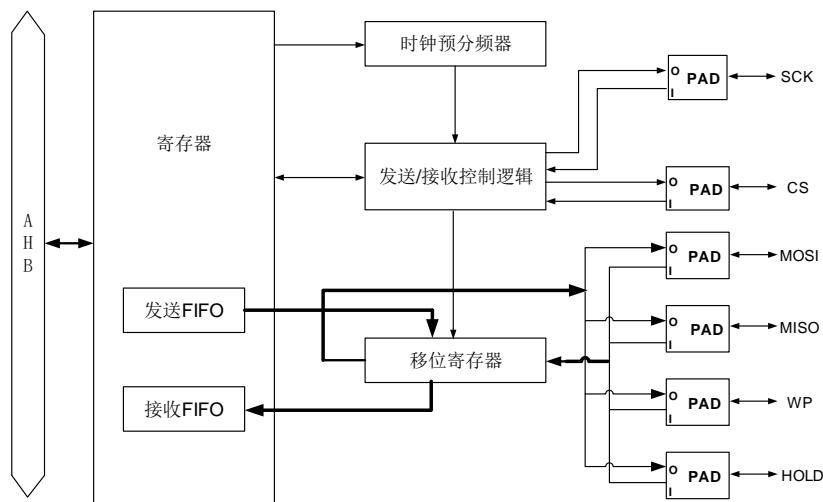 时钟预分频器
O
I
PAD
SCK
寄存器
发送/接收控制逻辑
O
I
PAD
CS
A
H
B
O
I
PAD
MOSI
发送FIFO
O
I
PAD
MISO
移位寄存器
接收FIFO
O
I
PAD
WP
O
I
PAD
HOLD